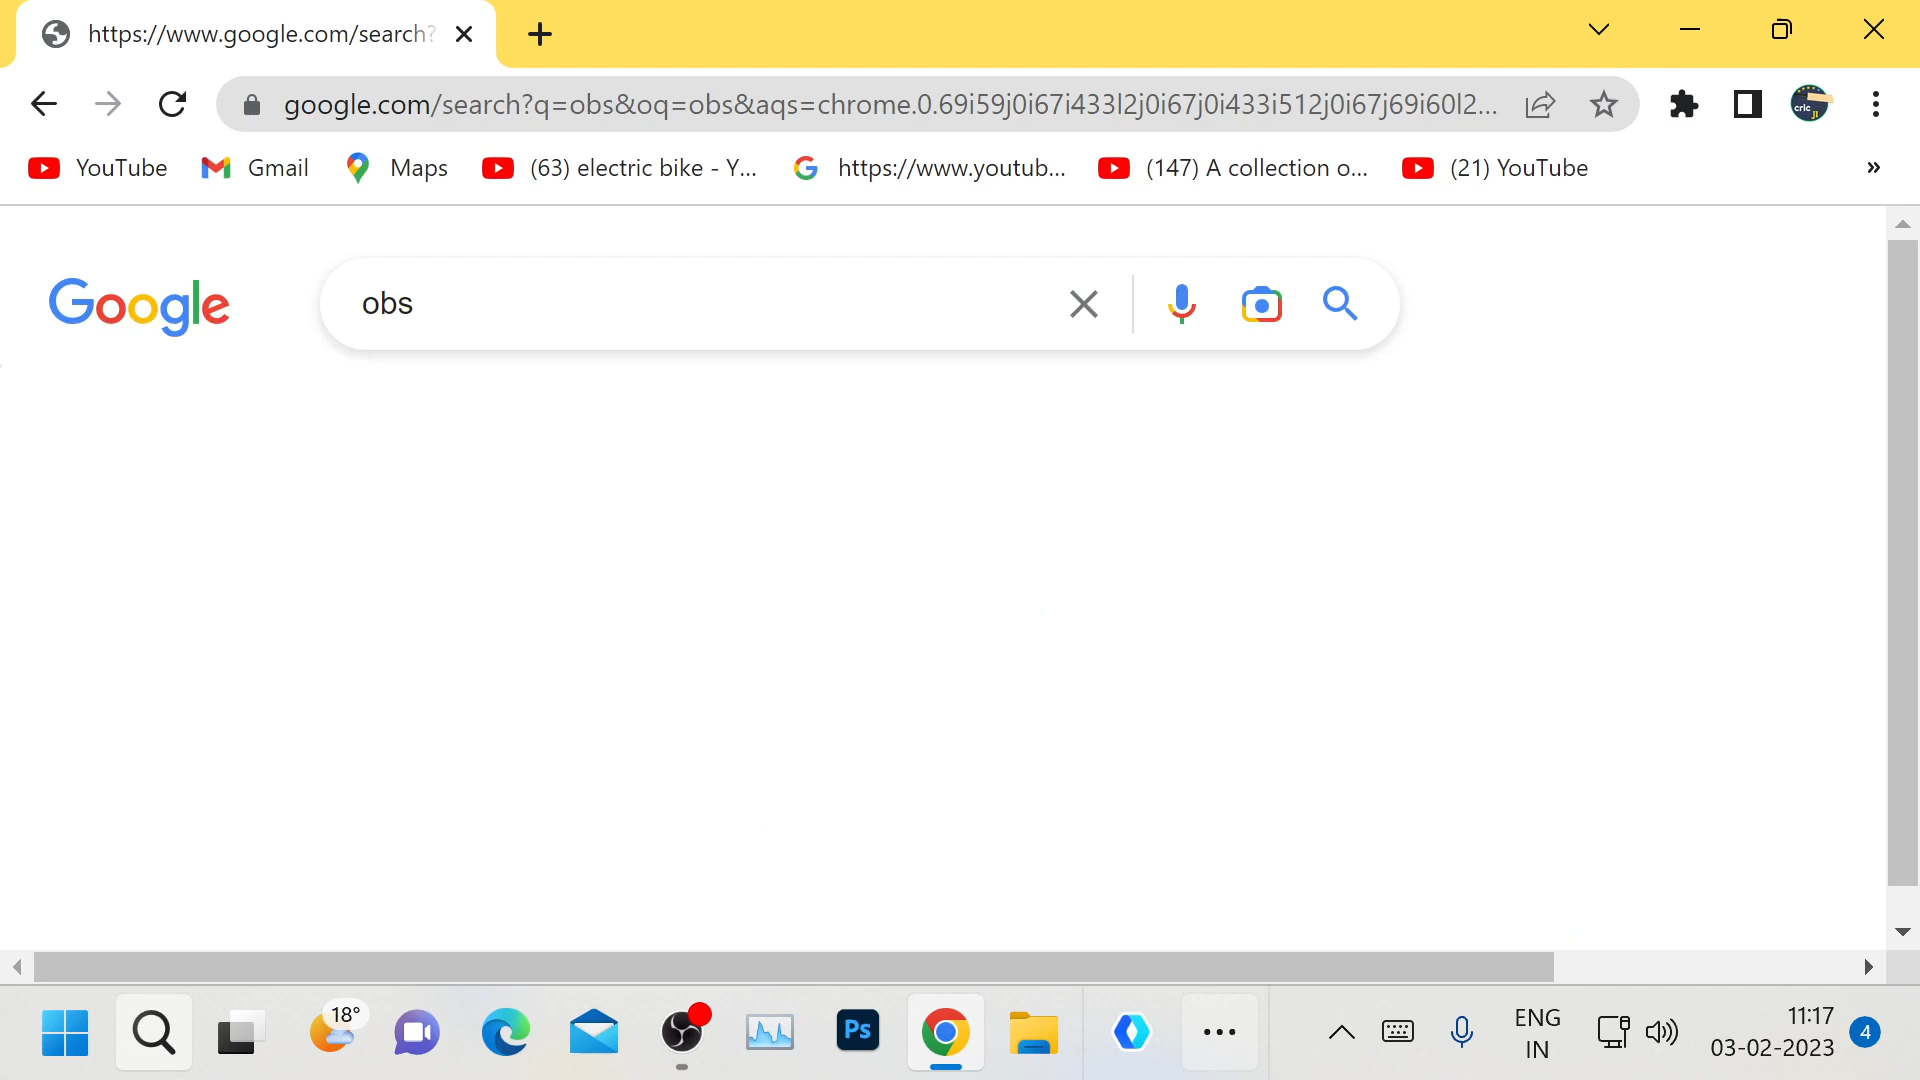 https://www.google.com/search?
google.com/search?q=obs&oq=obs&aqs=chrome.0.69i59j0i67i433l2j0i67j0i433i512j0i67j69i60l2...
YouTube Gmail Maps (63) electric bike - Y... https://www.youtub... (147) A collection o... (21) YouTube »
Google obs
18°
Ps
ENG
IN
11:17
03-02-2023
4